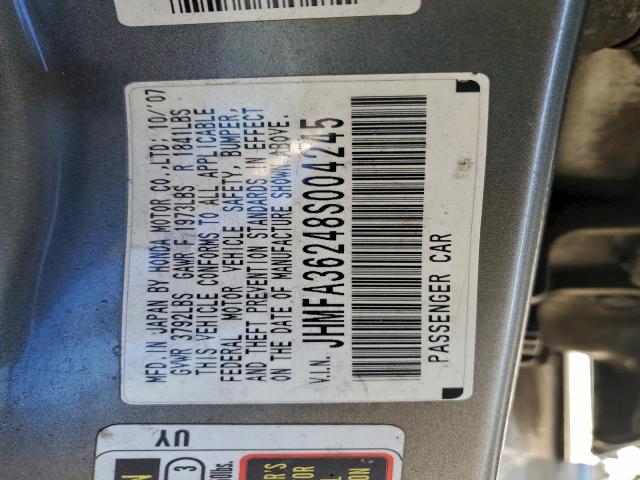 MFD. IN JAPAN BY HONDA MOTOR CO., LTD. 10/'07
GVWR 3792LBS GAWR F 1973LBS R 1841LBS
THIS VEHICLE CONFORMS TO ALL APPLICABLE
FEDERAL MOTOR VEHICLE SAFETY, BUMPER,
AND THEFT PREVENTION STANDARDS IN EFFECT
ON THE DATE OF MANUFACTURE SHOWN ABOVE.
V.I.N. JHMFA36248S004245
PASSENGER CAR
UY
3